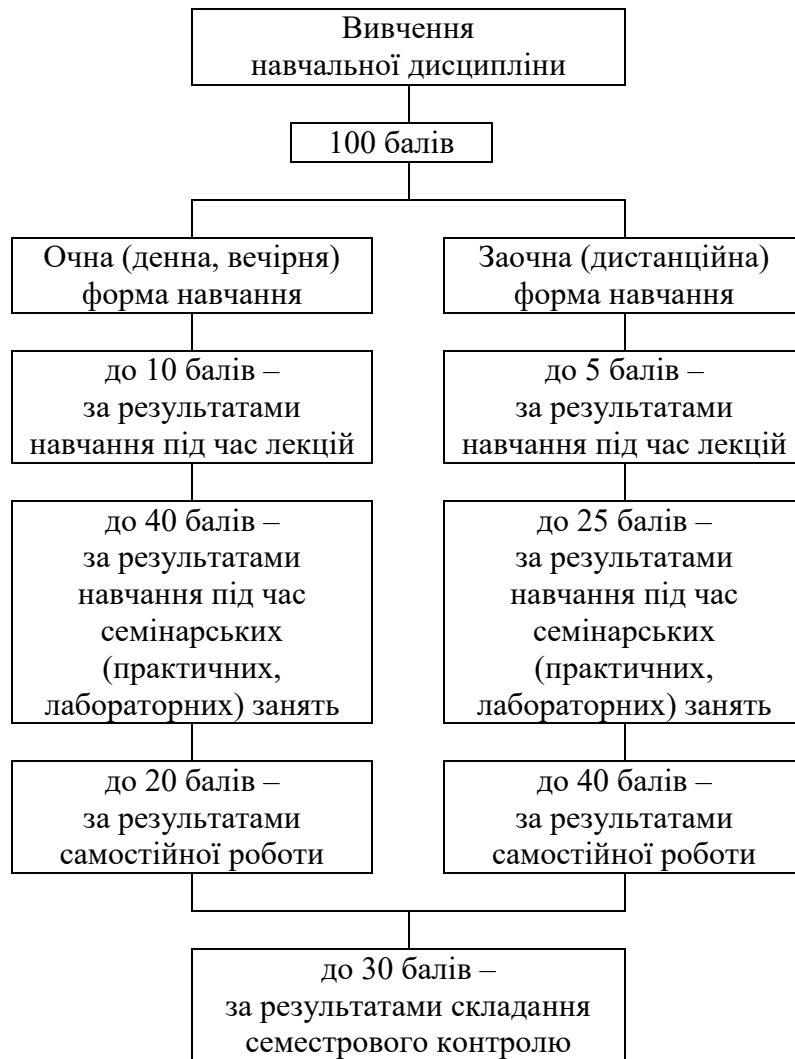 Вивчення
навчальної дисципліни
100 балів
Очна (денна, вечірня)
форма навчання
до 10 балів –
за результатами
навчання під час лекцій
до 40 балів –
за результатами
навчання під час
семінарських
(практичних,
лабораторних) занять
до 20 балів –
за результатами
самостійної роботи
Заочна (дистанційна)
форма навчання
до 5 балів –
за результатами
навчання під час лекцій
до 25 балів –
за результатами
навчання під час
семінарських
(практичних,
лабораторних) занять
до 40 балів –
за результатами
самостійної роботи
до 30 балів –
за результатами складання
семестрового контролю